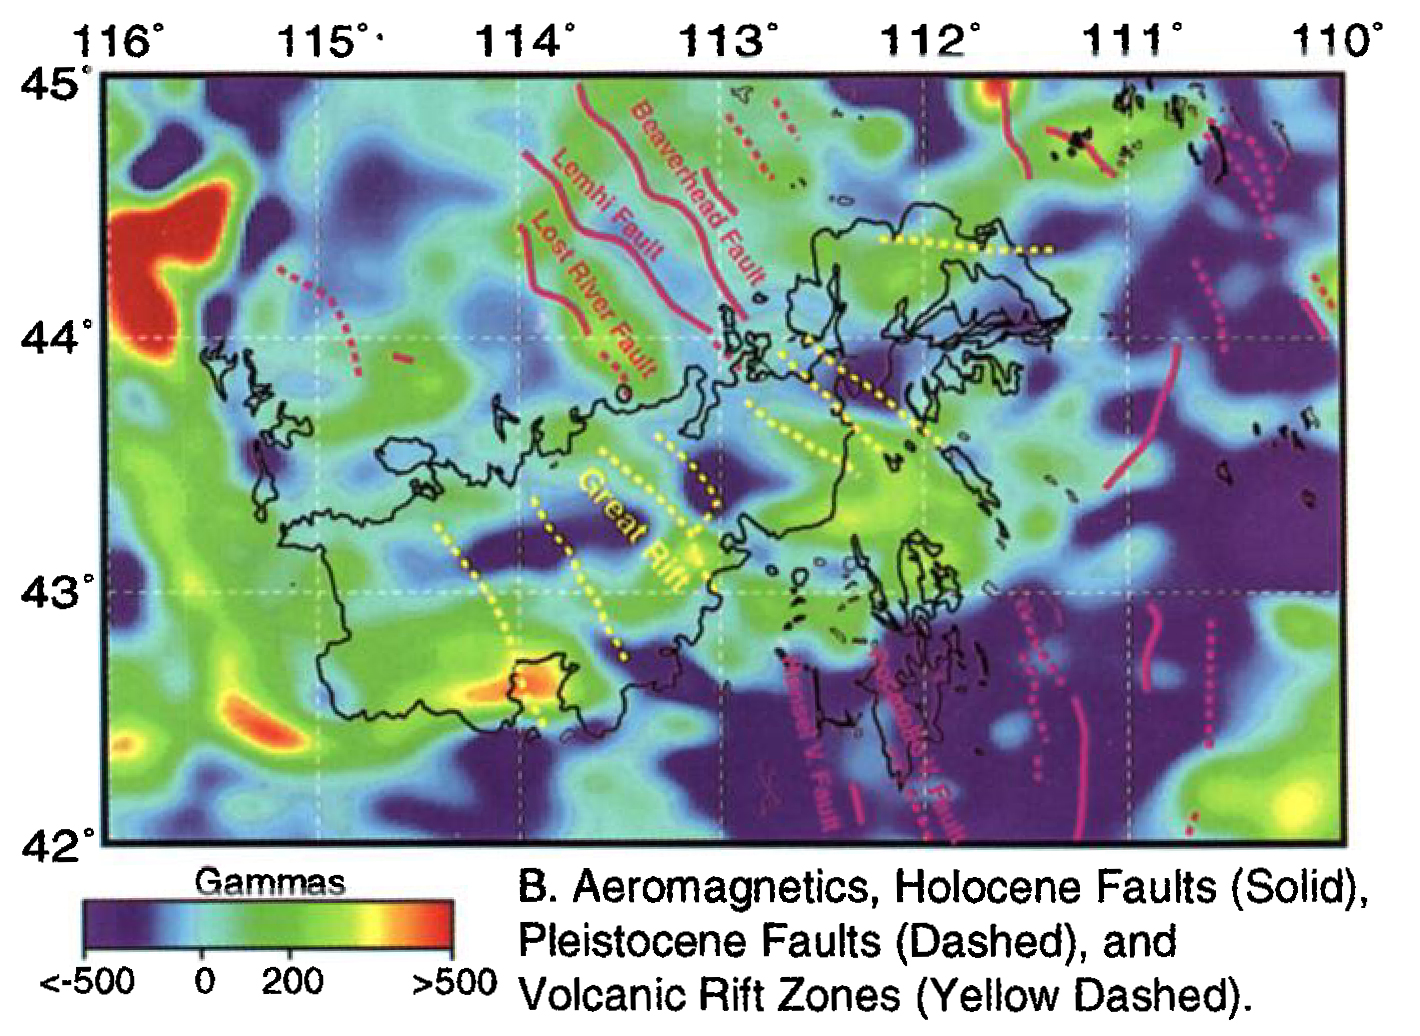 116° 115° 114° 113° 112° 111° 110°
45°
44°
43°
42°
Beaverhead Fault
Lemhi Fault
Lost River Fault
Great Rift
Fault
Fault
Gammas
<-500 0 200 >500
B. Aeromagnetics, Holocene Faults (Solid),
Pleistocene Faults (Dashed), and
Volcanic Rift Zones (Yellow Dashed).